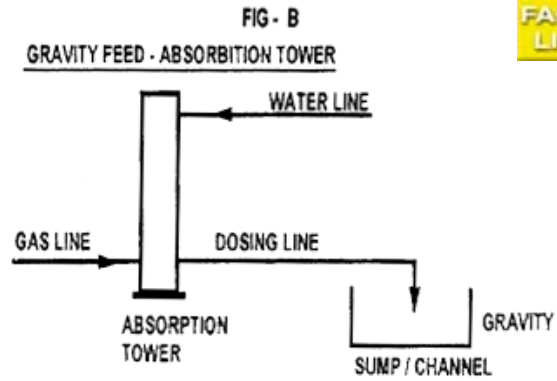 FIG - B
GRAVITY FEED - ABSORBITION TOWER
WATER LINE
GAS LINE
DOSING LINE
ABSORPTION
TOWER
GRAVITY
SUMP / CHANNEL